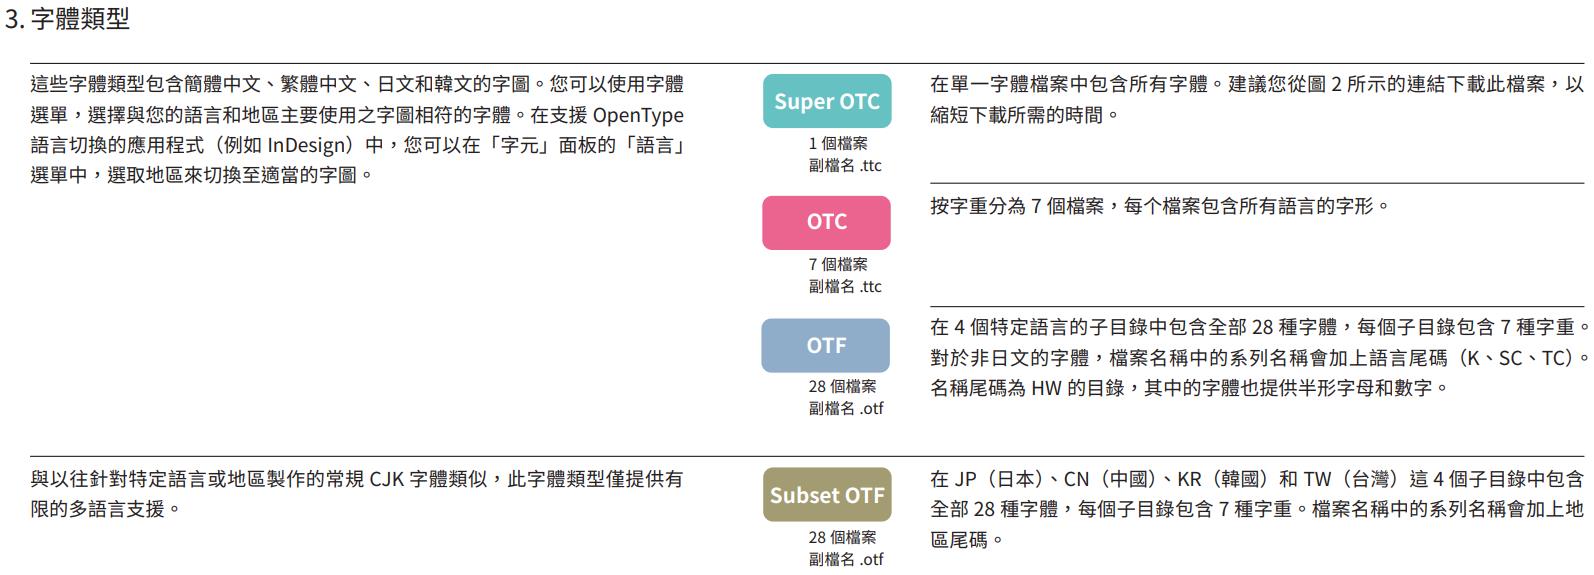 3. 字體類型
這些字體類型包含簡體中文、繁體中文、日文和韓文的字圖。您可以使用字體
選單，選擇與您的語言和地區主要使用之字圖相符的字體。在支援 OpenType
語言切換的應用程式（例如 InDesign）中，您可以在「字元」面板的「語言」
選單中，選取地區來切換至適當的字圖。
Super OTC
1 個檔案
副檔名 .ttc
在單一字體檔案中包含所有字體。建議您從圖 2 所示的連結下載此檔案，以
縮短下載所需的時間。
OTC
7 個檔案
副檔名 .ttc
按字重分為 7 個檔案，每个檔案包含所有語言的字形。
OTF
28 個檔案
副檔名 .otf
在 4 個特定語言的子目錄中包含全部 28 種字體，每個子目錄包含 7 種字重。
對於非日文的字體，檔案名稱中的系列名稱會加上語言尾碼（K、SC、TC）。
名稱尾碼為 HW 的目錄，其中的字體也提供半形字母和數字。
與以往針對特定語言或地區製作的常規 CJK 字體類似，此字體類型僅提供有
限的多語言支援。
Subset OTF
28 個檔案
副檔名 .otf
在 JP（日本）、CN（中國）、KR（韓國）和 TW（台灣）這 4 個子目錄中包含
全部 28 種字體，每個子目錄包含 7 種字重。檔案名稱中的系列名稱會加上地
區尾碼。